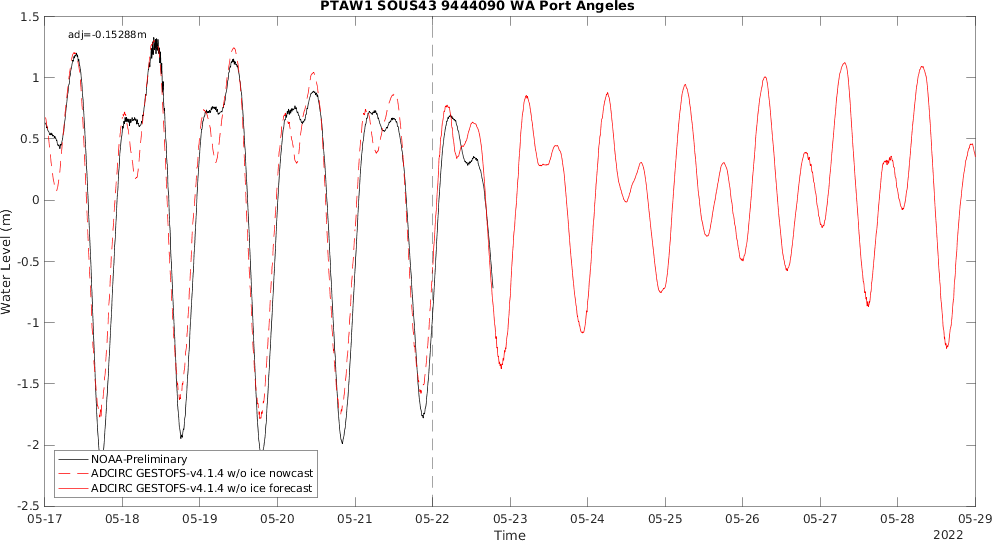 PTAW1 SOUS43 9444090 WA Port Angeles
adj=-0.15288m
1.5
1
0.5
0
-0.5
-1
-1.5
-2
-2.5
Water Level (m)
NOAA-Preliminary
ADCIRC GESTOFS-v4.1.4 w/o ice nowcast
ADCIRC GESTOFS-v4.1.4 w/o ice forecast
05-17 05-18 05-19 05-20 05-21 05-22 05-23 05-24 05-25 05-26 05-27 05-28 05-29
Time
2022